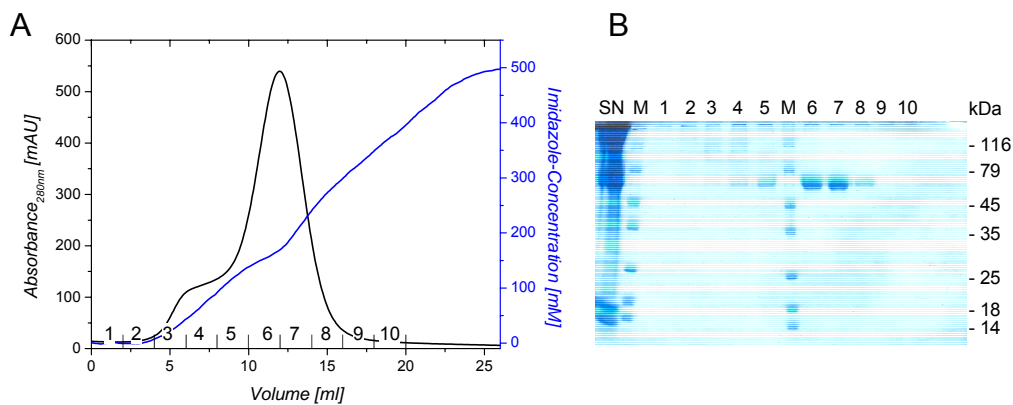 A
Absorbance280nm [mAU]
600
500
400
300
200
100
0
1 2 3 4 5 6 7 8 9 10
0 5 10 15 20 25
Volume [ml]
500
400
300
200
100
0
Imidazole-Concentration [mM]
B
SN M 1 2 3 4 5 M 6 7 8 9 10 kDa
- 116
- 79
- 45
- 35
- 25
- 18
- 14